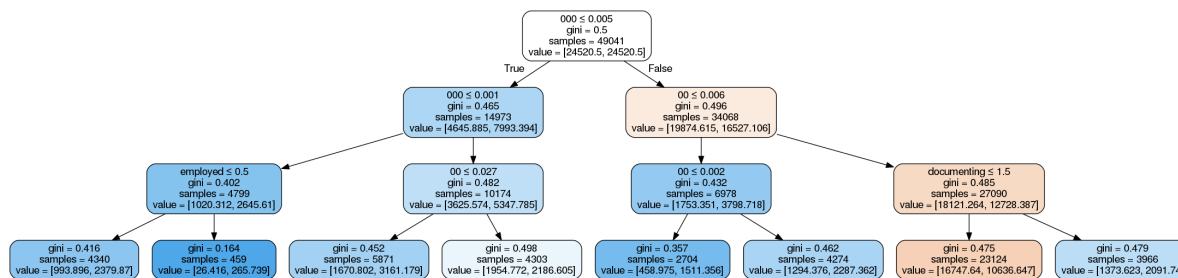 000 ≤ 0.005
gini = 0.5
samples = 49041
value = [24520.5, 24520.5]
True
False
000 ≤ 0.001
gini = 0.465
samples = 14973
value = [4645.885, 7993.394]
00 ≤ 0.006
gini = 0.496
samples = 34068
value = [19874.615, 16527.106]
employed ≤ 0.5
gini = 0.402
samples = 4799
value = [1020.312, 2645.61]
00 ≤ 0.027
gini = 0.482
samples = 10174
value = [3625.574, 5347.785]
00 ≤ 0.002
gini = 0.432
samples = 6978
value = [1753.351, 3798.718]
documenting ≤ 1.5
gini = 0.485
samples = 27090
value = [18121.264, 12728.387]
gini = 0.416
samples = 4340
value = [993.896, 2379.87]
gini = 0.164
samples = 459
value = [26.416, 265.739]
gini = 0.452
samples = 5871
value = [1670.802, 3161.179]
gini = 0.498
samples = 4303
value = [1954.772, 2186.605]
gini = 0.357
samples = 2704
value = [458.975, 1511.356]
gini = 0.462
samples = 4274
value = [1294.376, 2287.362]
gini = 0.475
samples = 23124
value = [16747.64, 10636.647]
gini = 0.479
samples = 3966
value = [1373.623, 2091.74